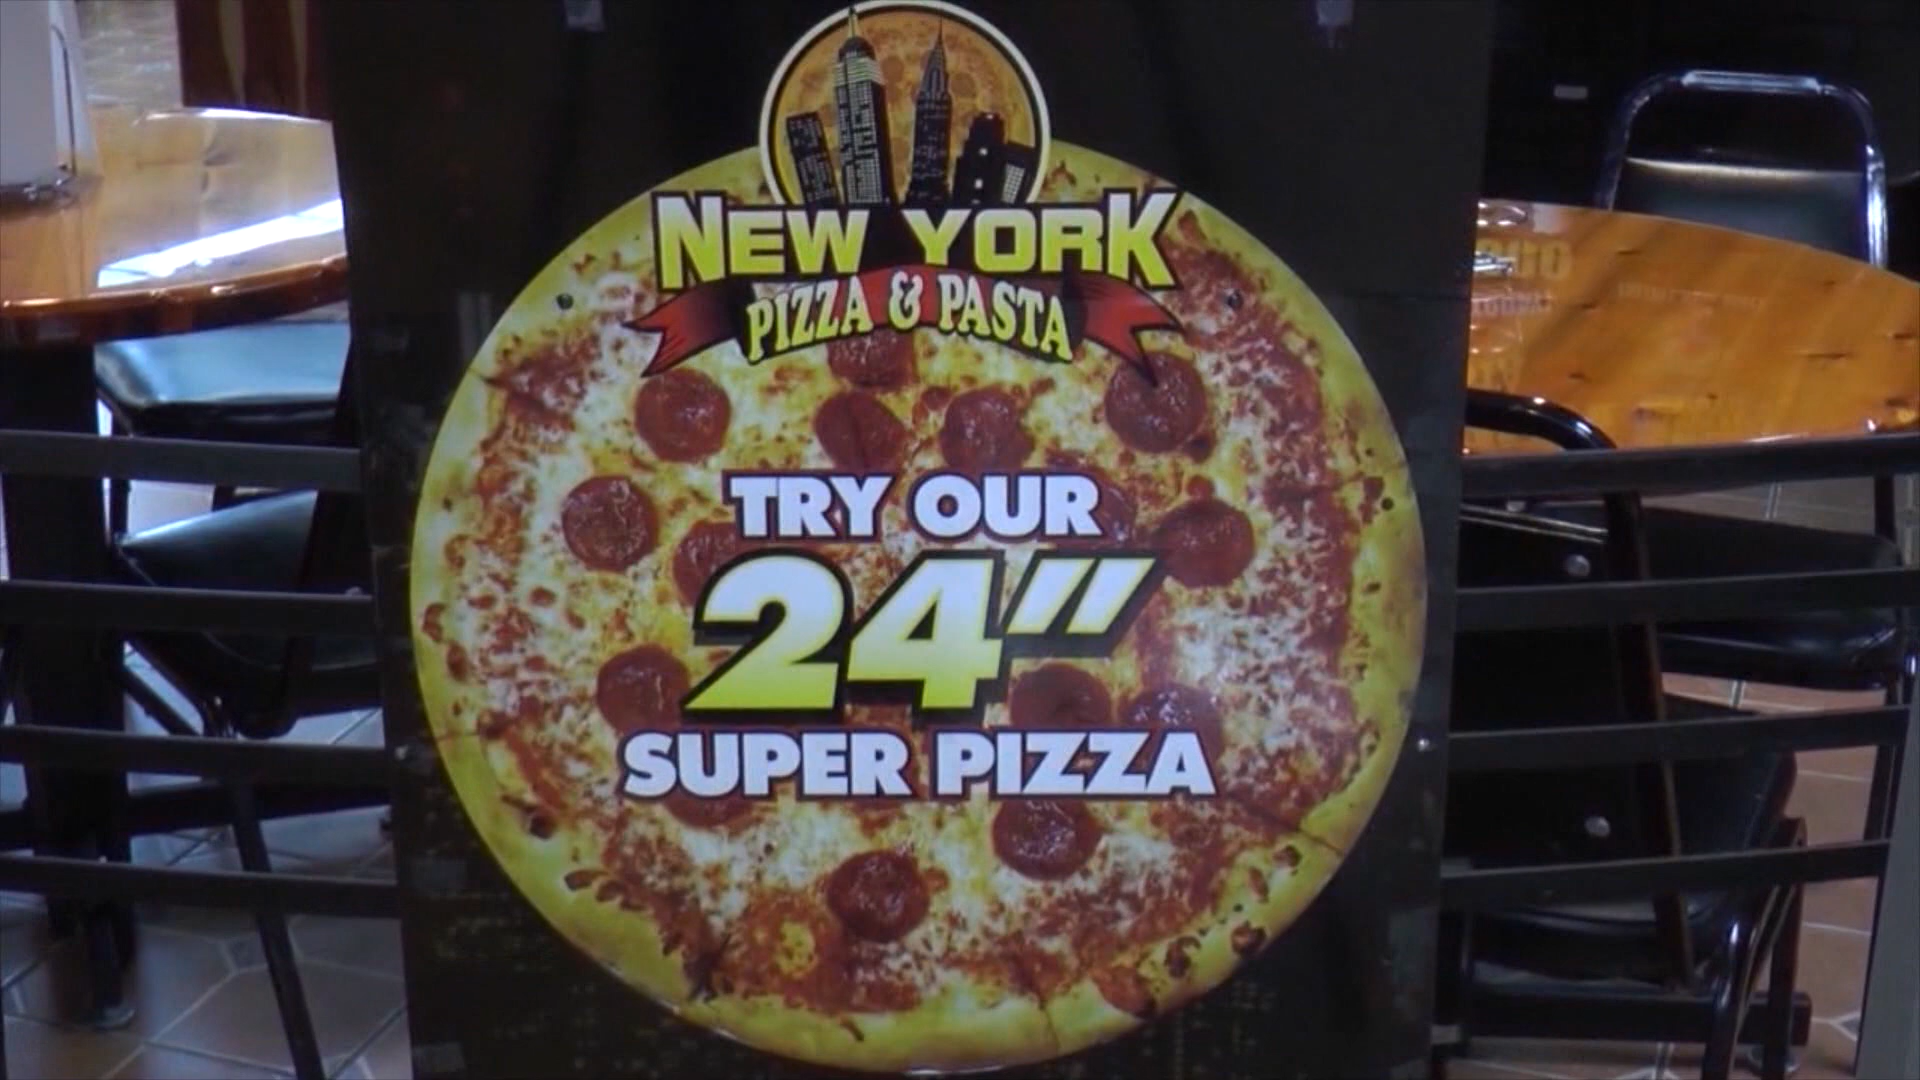 NEW YORK
PIZZA & PASTA
TRY OUR
24"
SUPER PIZZA